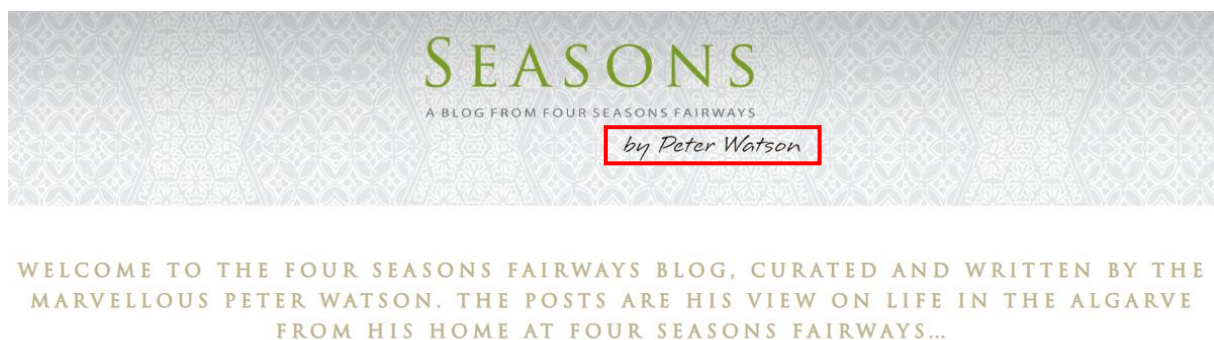 SEASONS
A BLOG FROM FOUR SEASONS FAIRWAYS
by Peter Watson
WELCOME TO THE FOUR SEASONS FAIRWAYS BLOG, CURATED AND WRITTEN BY THE
MARVELLOUS PETER WATSON. THE POSTS ARE HIS VIEW ON LIFE IN THE ALGARVE
FROM HIS HOME AT FOUR SEASONS FAIRWAYS…